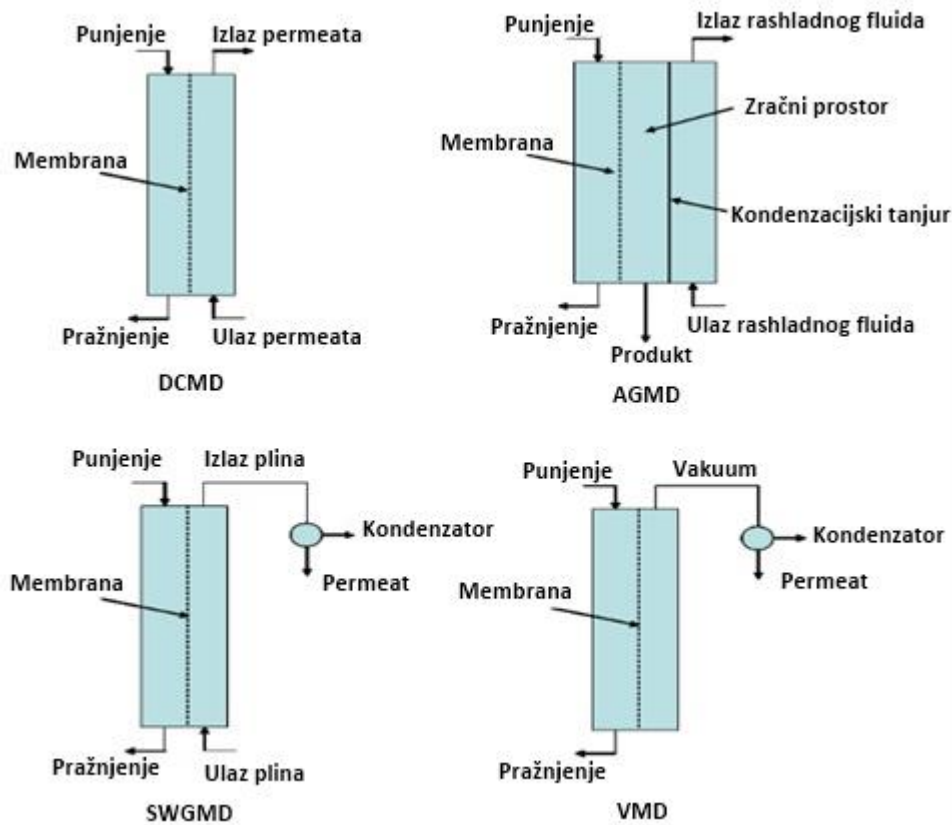 Punjenje
Izlaz permeata
Membrana
Pražnjenje
Ulaz permeata
DCMD
Punjenje
Izlaz rashladnog fluida
Zračni prostor
Membrana
Kondenzacijski tanjur
Pražnjenje
Ulaz rashladnog fluida
Produkt
AGMD
Punjenje
Izlaz plina
Kondenzator
Permeat
Membrana
Pražnjenje
Ulaz plina
SWGMD
Punjenje
Vakuum
Kondenzator
Permeat
Membrana
Pražnjenje
VMD